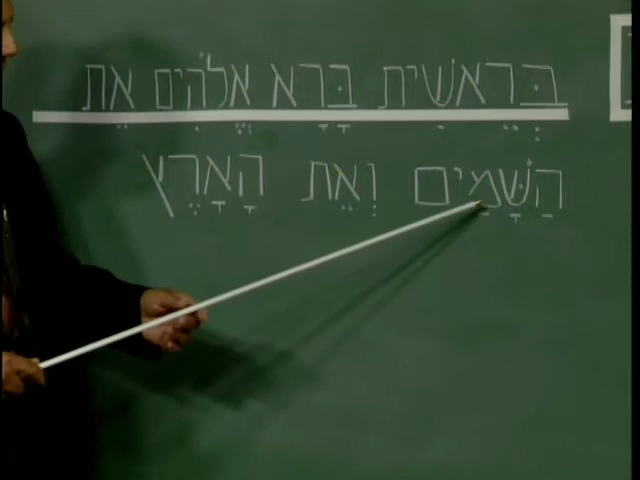 בְּרֵאשִׁית בָּרָא אֱלֹהִים אֵת
הַשָּׁמַיִם וְאֵת הָאָרֶץ